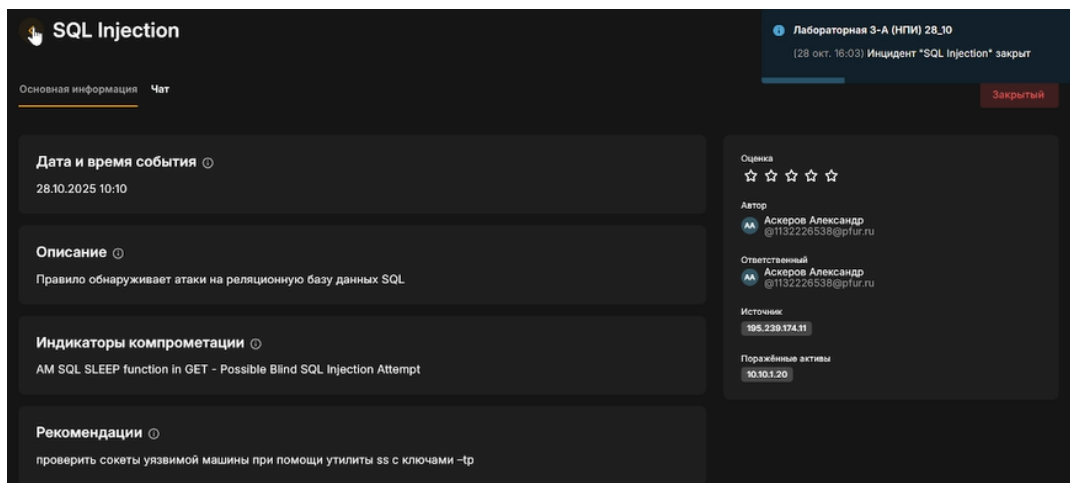 SQL Injection
Лабораторная 3-А (НПИ) 28_10
(28 окт. 16:03) Инцидент "SQL Injection" закрыт
Основная информация Чат
Закрытый
Дата и время события
28.10.2025 10:10
Описание
Правило обнаруживает атаки на реляционную базу данных SQL
Индикаторы компрометации
AM SQL SLEEP function in GET - Possible Blind SQL Injection Attempt
Рекомендации
проверить сокеты уязвимой машины при помощи утилиты ss с ключами –tp
Оценка
Автор
АА Аскеров Александр
@1132226538@pfur.ru
Ответственный
АА Аскеров Александр
@1132226538@pfur.ru
Источник
195.239.174.11
Поражённые активы
10.10.1.20